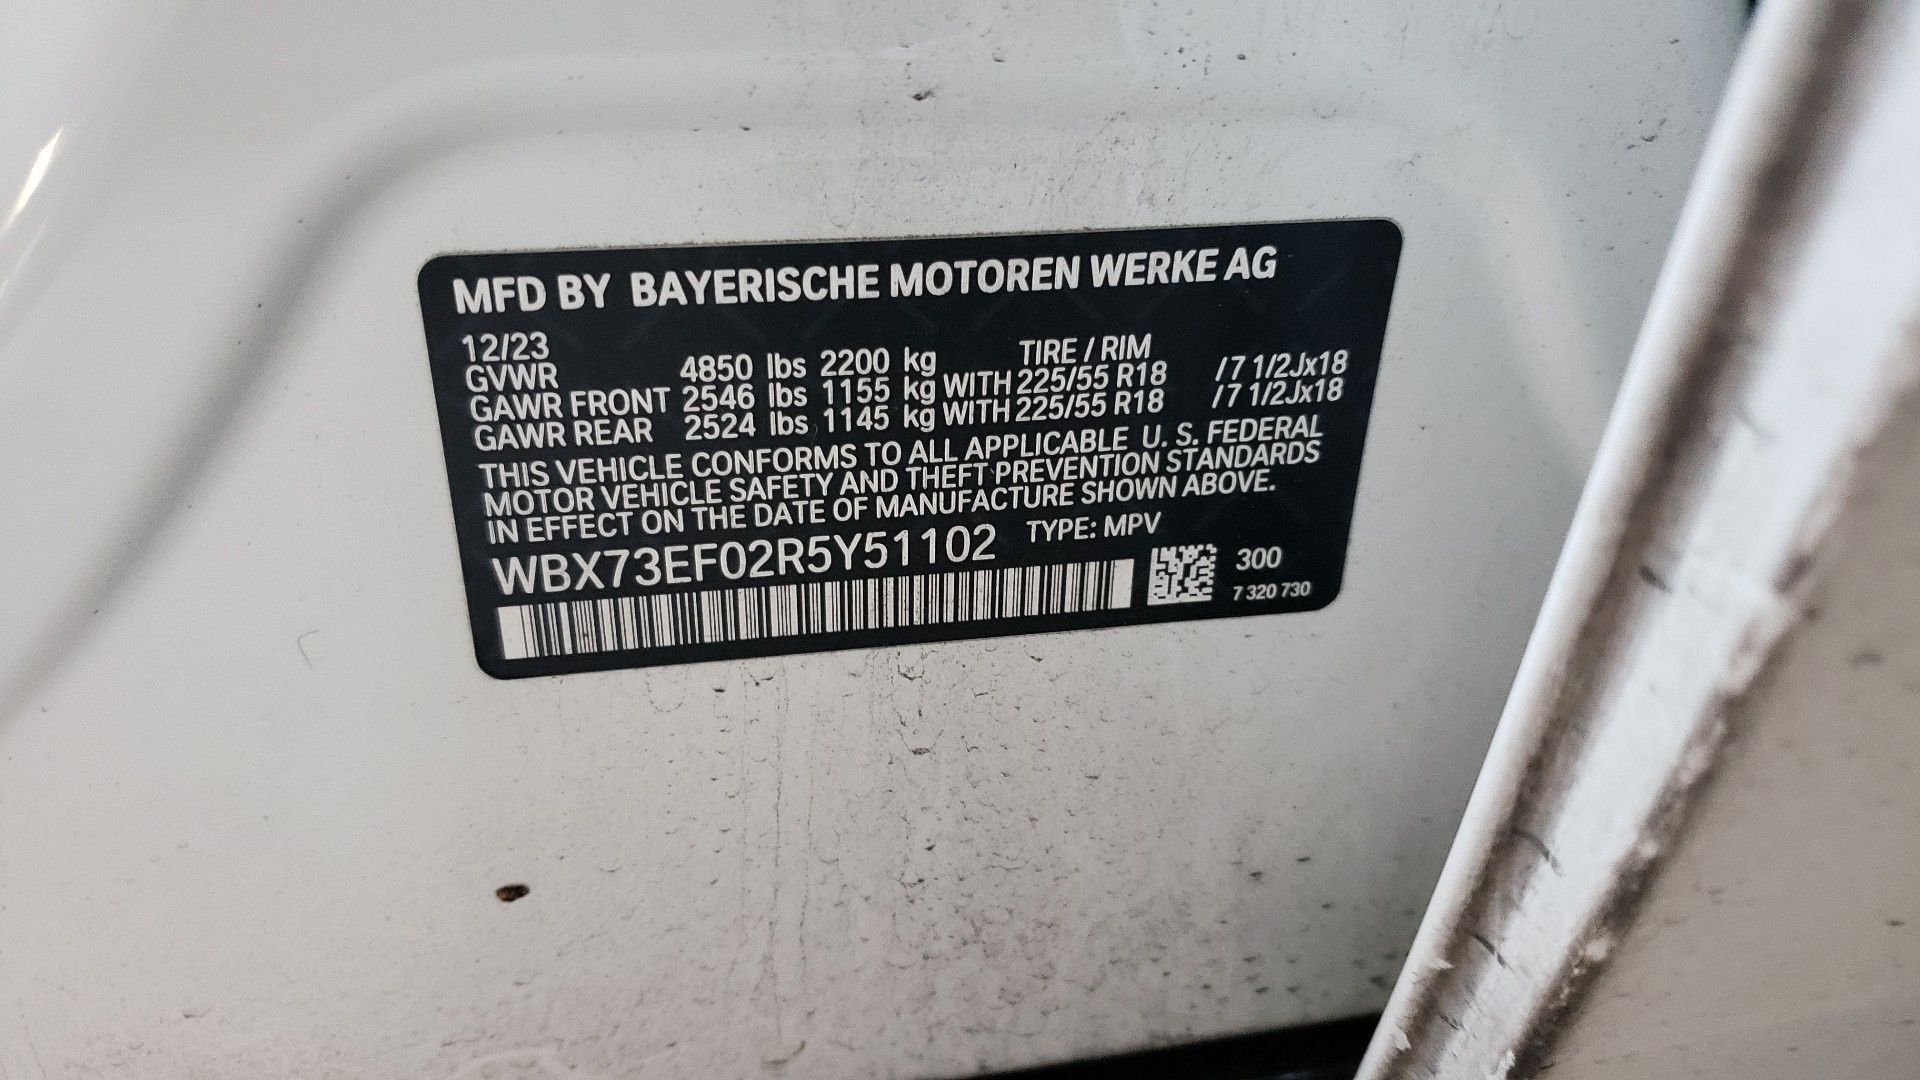 MFD BY BAYERISCHE MOTOREN WERKE AG
12/23 TIRE / RIM
GVWR 4850 lbs 2200 kg
GAWR FRONT 2546 lbs 1155 kg WITH 225/55 R18 /7 1/2Jx18
GAWR REAR 2524 lbs 1145 kg WITH 225/55 R18 /7 1/2Jx18
THIS VEHICLE CONFORMS TO ALL APPLICABLE U. S. FEDERAL
MOTOR VEHICLE SAFETY AND THEFT PREVENTION STANDARDS
IN EFFECT ON THE DATE OF MANUFACTURE SHOWN ABOVE.
WBX73EF02R5Y51102 TYPE: MPV
300
7 320 730